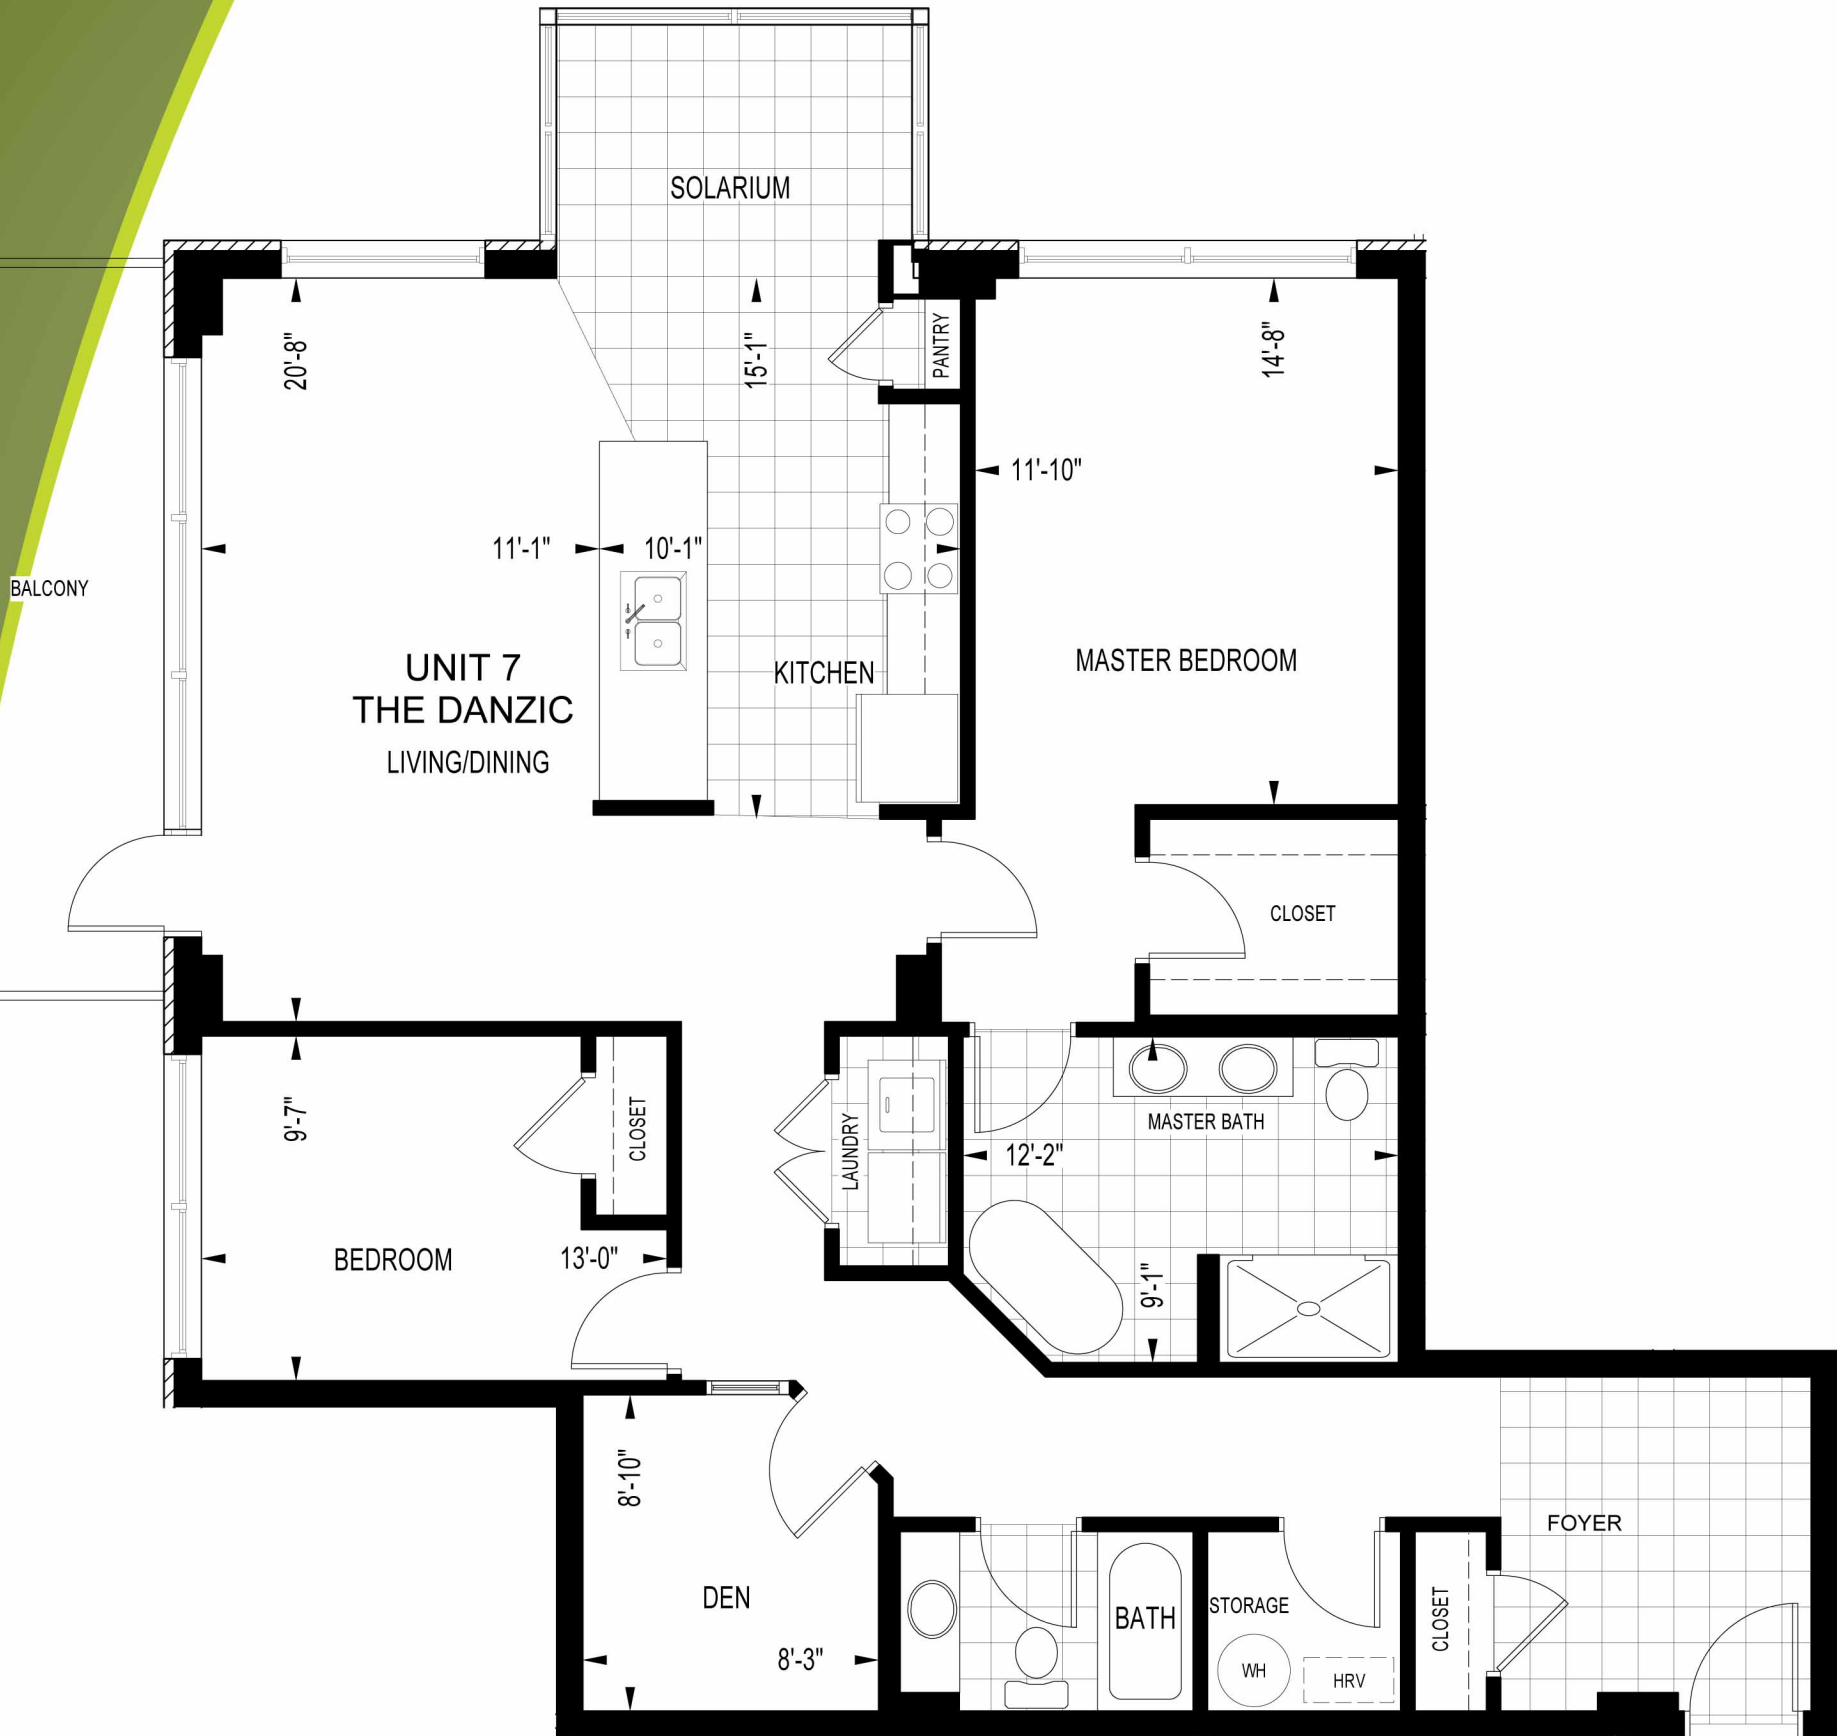 SOLARIUM
20'-8"
15'-1"
PANTRY
14'-8"
11'-10"
11'-1"
10'-1"
BALCONY
UNIT 7
THE DANZIC
LIVING/DINING
KITCHEN
MASTER BEDROOM
CLOSET
9'-7"
CLOSET
LAUNDRY
MASTER BATH
12'-2"
BEDROOM
13'-0"
9'-1"
8'-10"
FOYER
DEN
BATH
STORAGE
CLOSET
8'-3"
WH
HRV